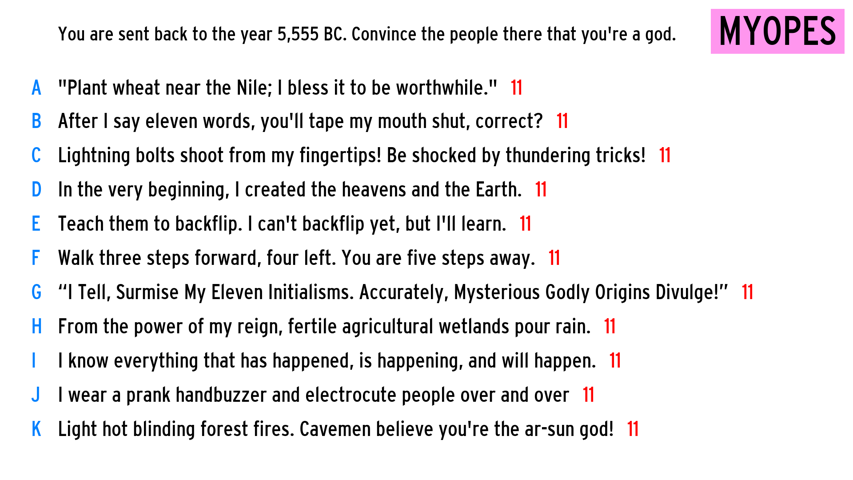 You are sent back to the year 5,555 BC. Convince the people there that you're a god.
MYOPES
A "Plant wheat near the Nile; I bless it to be worthwhile." 11
B After I say eleven words, you'll tape my mouth shut, correct? 11
C Lightning bolts shoot from my fingertips! Be shocked by thundering tricks! 11
D In the very beginning, I created the heavens and the Earth. 11
E Teach them to backflip. I can't backflip yet, but I'll learn. 11
F Walk three steps forward, four left. You are five steps away. 11
G “I Tell, Surmise My Eleven Initialisms. Accurately, Mysterious Godly Origins Divulge!” 11
H From the power of my reign, fertile agricultural wetlands pour rain. 11
I I know everything that has happened, is happening, and will happen. 11
J I wear a prank handbuzzer and electrocute people over and over 11
K Light hot blinding forest fires. Cavemen believe you're the ar-sun god! 11